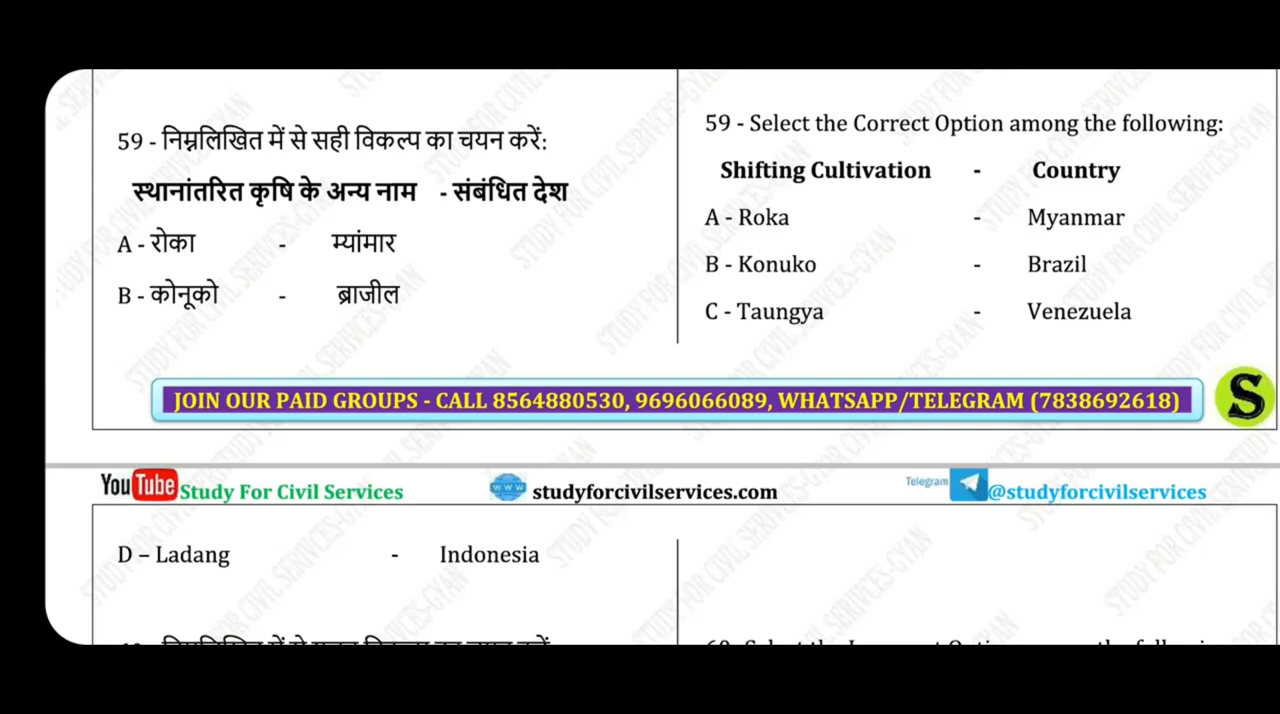 59 - निम्नलिखित में से सही विकल्प का चयन करें:
स्थानांतरित कृषि के अन्य नाम - संबंधित देश
A - रोका - म्यांमार
B - कोनूको - ब्राजील
59 - Select the Correct Option among the following:
Shifting Cultivation - Country
A - Roka - Myanmar
B - Konuko - Brazil
C - Taungya - Venezuela
JOIN OUR PAID GROUPS - CALL 8564880530, 9696066089, WHATSAPP/TELEGRAM (7838692618)
S
YouTube Study For Civil Services
www studyforcivilservices.com
Telegram @studyforcivilservices
D – Ladang - Indonesia